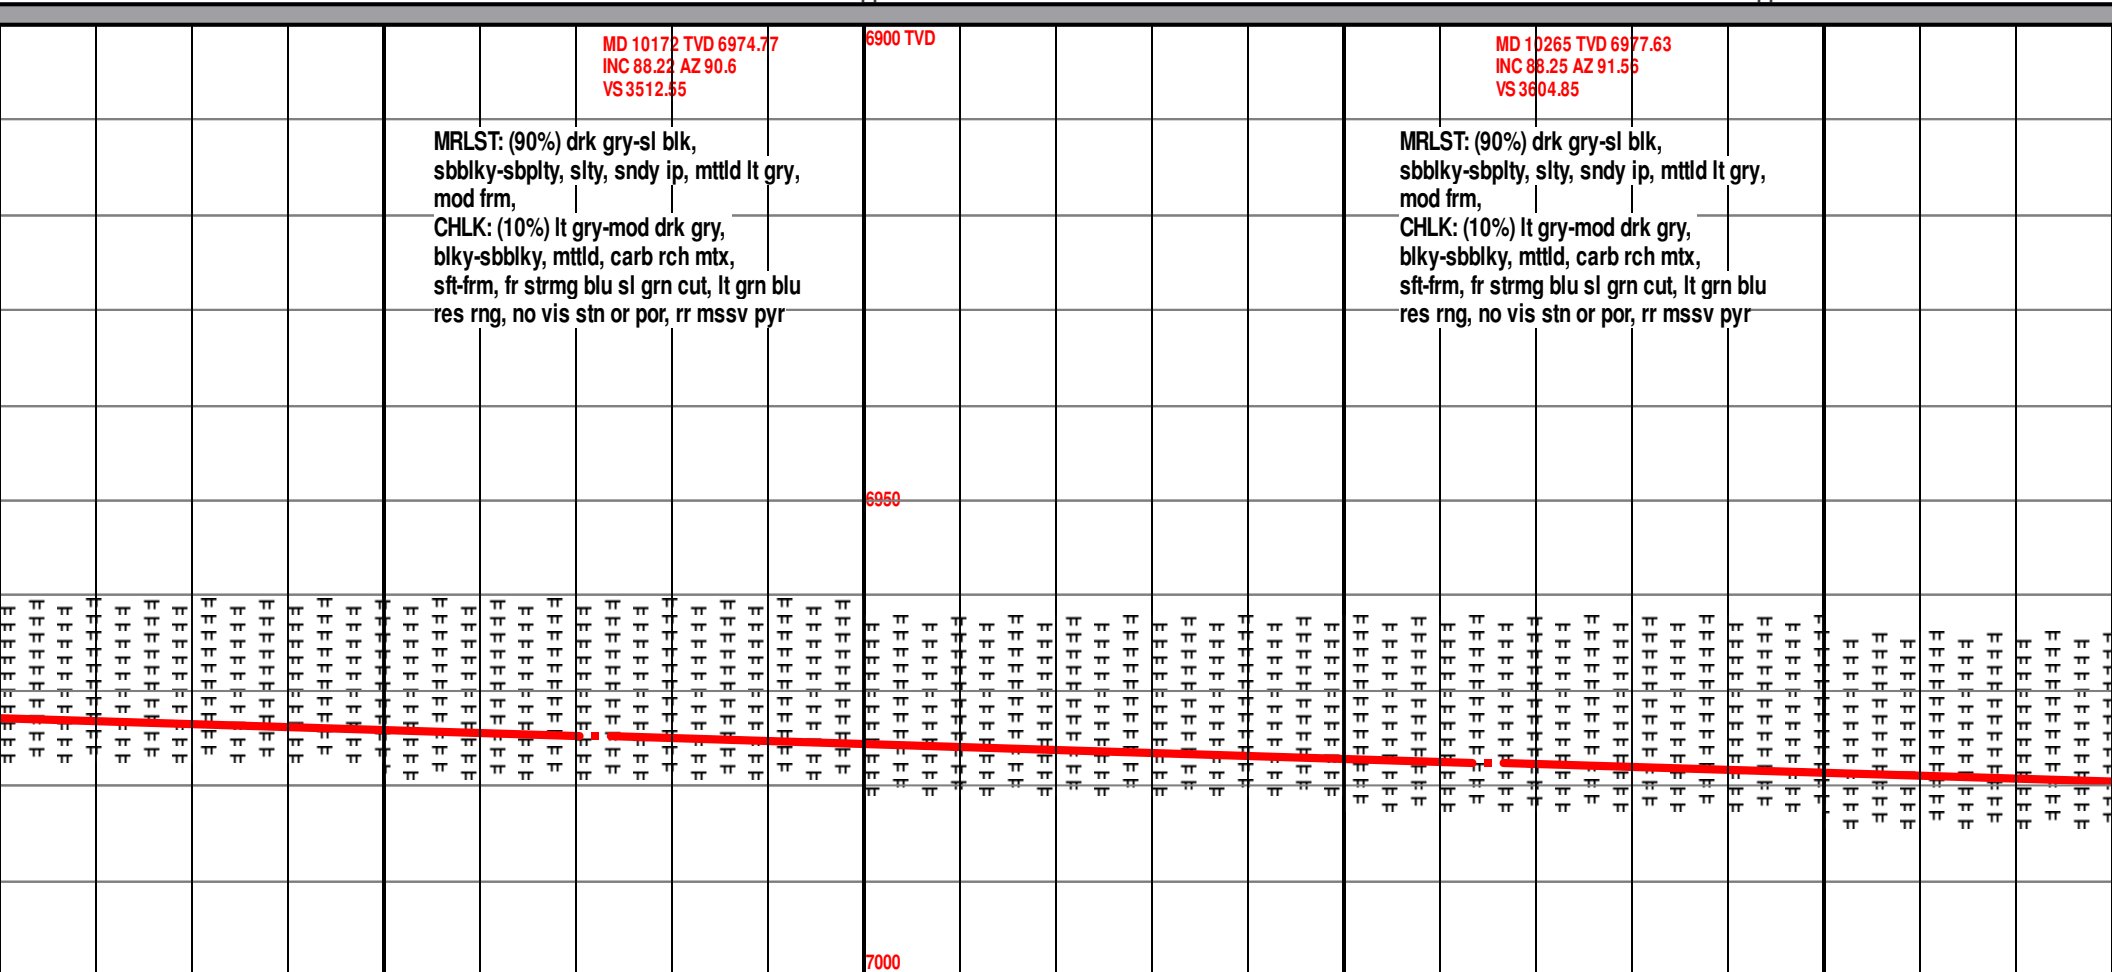 MD 10172 TVD 6974.77
INC 88.22 AZ 90.6
VS 3512.55
6900 TVD
MD 10265 TVD 6977.63
INC 88.25 AZ 91.56
VS 3604.85
MRLST: (90%) drk gry-sl blk,
sbblky-sbplty, slty, sndy ip, mttld lt gry,
mod frm,
CHLK: (10%) lt gry-mod drk gry,
blky-sbblky, mttld, carb rch mtx,
sft-frm, fr strmg blu sl grn cut, lt grn blu
res rng, no vis stn or por, rr mssv pyr
MRLST: (90%) drk gry-sl blk,
sbblky-sbplty, slty, sndy ip, mttld lt gry,
mod frm,
CHLK: (10%) lt gry-mod drk gry,
blky-sbblky, mttld, carb rch mtx,
sft-frm, fr strmg blu sl grn cut, lt grn blu
res rng, no vis stn or por, rr mssv pyr
6950
7000